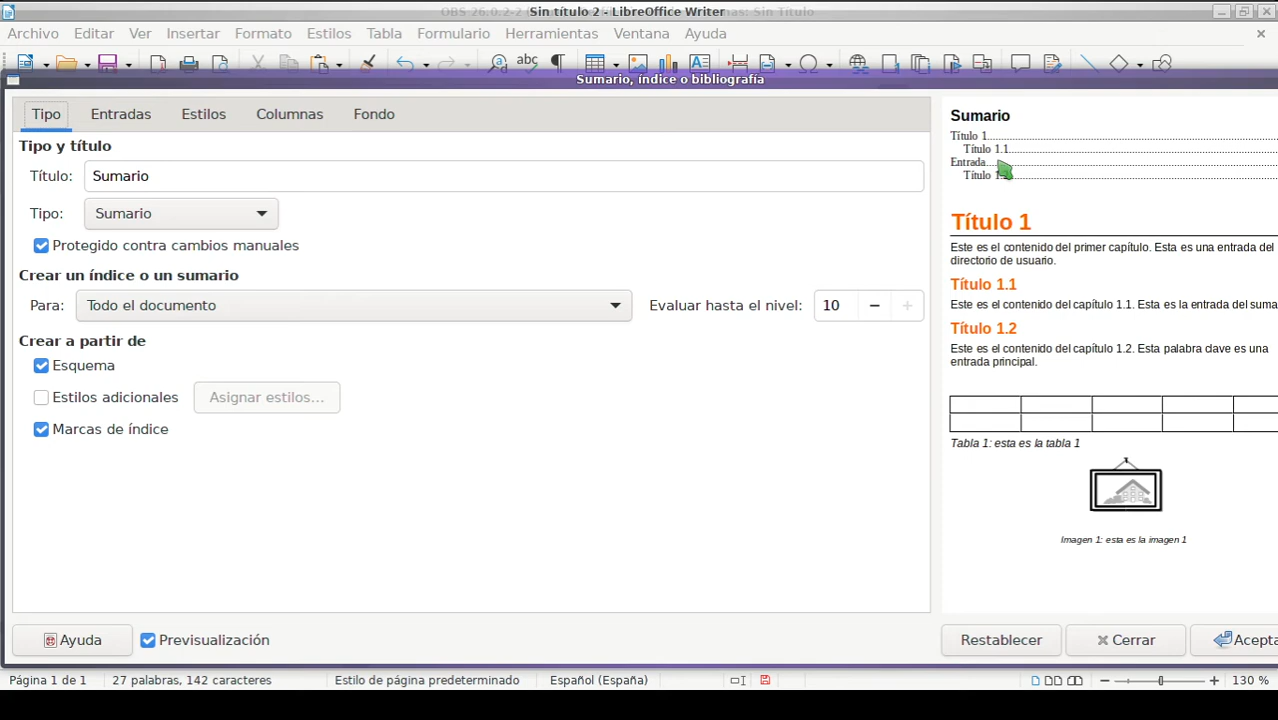 Sin título 2 - LibreOffice Writer
Archivo Editar Ver Insertar Formato Estilos Tabla Formulario Herramientas Ventana Ayuda
Sumario, índice o bibliografía
Tipo Entradas Estilos Columnas Fondo
Tipo y título
Título: Sumario
Tipo: Sumario
Protegido contra cambios manuales
Crear un índice o un sumario
Para: Todo el documento Evaluar hasta el nivel: 10
Crear a partir de
Esquema
Estilos adicionales Asignar estilos...
Marcas de índice
Sumario
Título 1
Título 1.1
Entrada
Título
Título 1
Este es el contenido del primer capítulo. Esta es una entrada del
directorio de usuario.
Título 1.1
Este es el contenido del capítulo 1.1. Esta es la entrada del suma
Título 1.2
Este es el contenido del capítulo 1.2. Esta palabra clave es una
entrada principal.
Tabla 1: esta es la tabla 1
Imagen 1: esta es la imagen 1
Ayuda Previsualización Restablecer Cerrar Acepta
Página 1 de 1 27 palabras, 142 caracteres Estilo de página predeterminado Español (España) 130 %